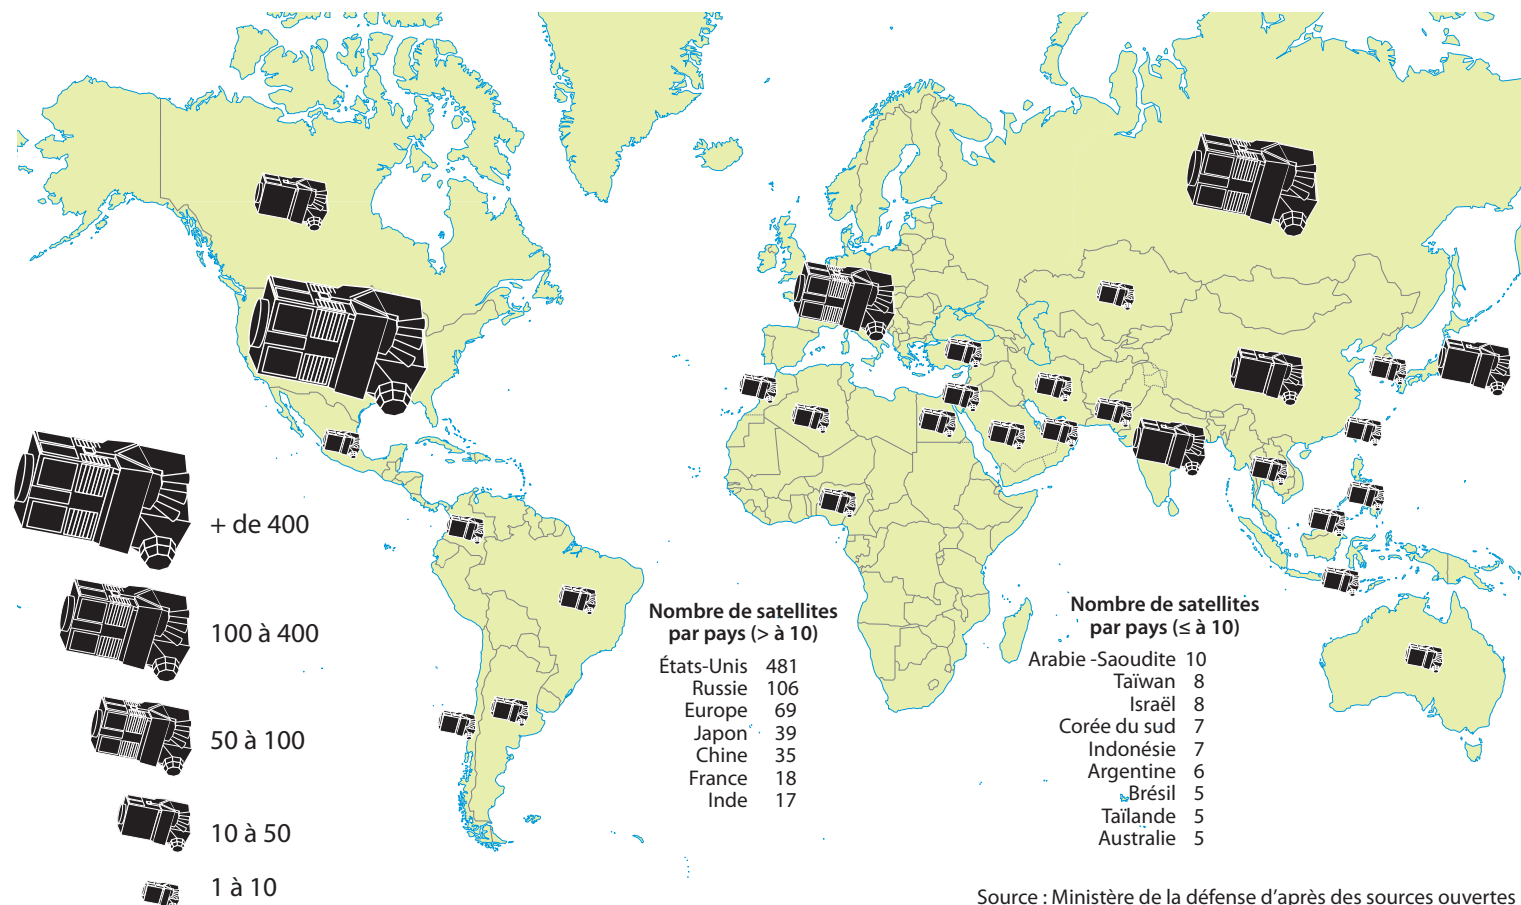 + de 400
100 à 400
50 à 100
10 à 50
1 à 10
Nombre de satellites
par pays (> à 10)
États-Unis 481
Russie 106
Europe 69
Japon 39
Chine 35
France 18
Inde 17
Nombre de satellites
par pays (≤ à 10)
Arabie -Saoudite 10
Taïwan 8
Israël 8
Corée du sud 7
Indonésie 7
Argentine 6
Brésil 5
Taïlande 5
Australie 5
Source : Ministère de la défense d’après des sources ouvertes